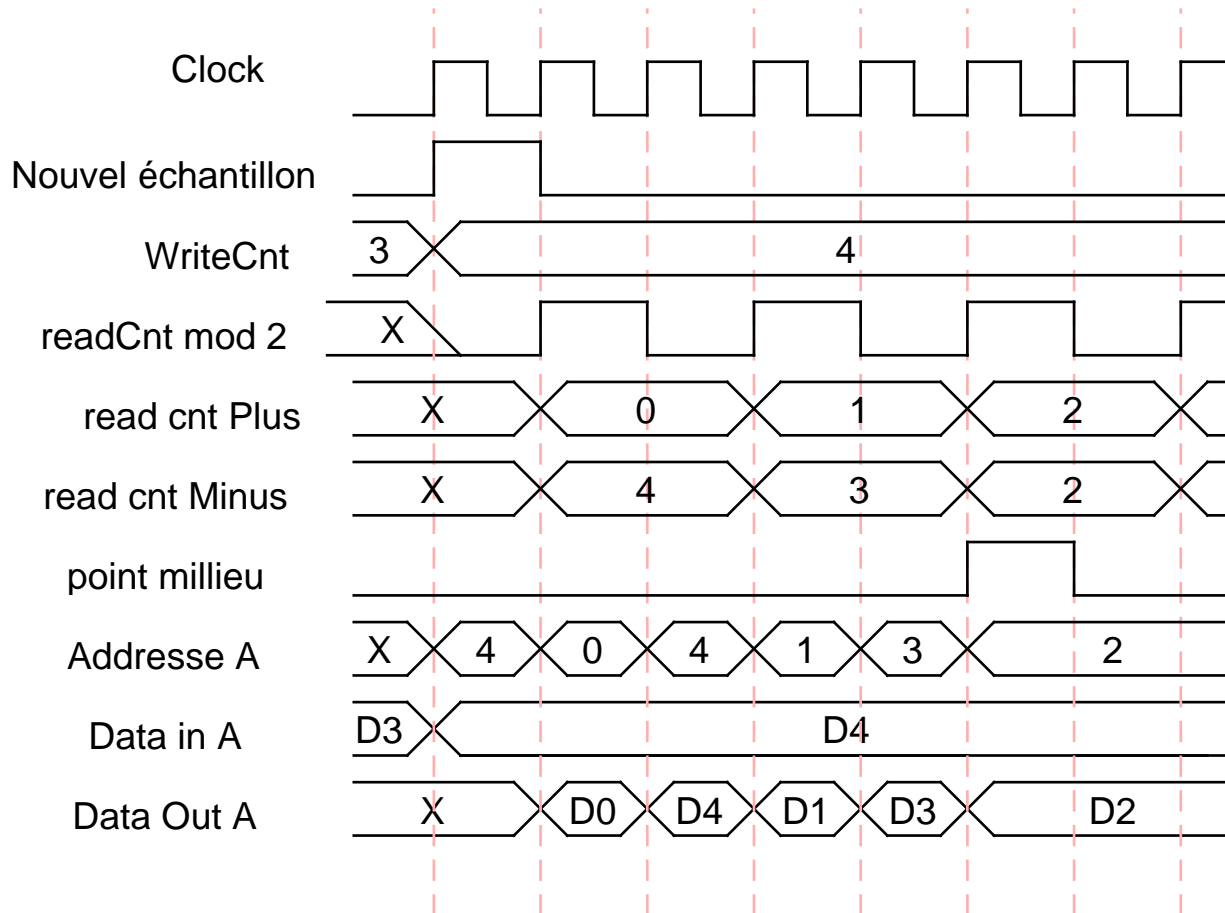 Clock
Nouvel échantillon
WriteCnt 3 4
readCnt mod 2 X
read cnt Plus X 0 1 2
read cnt Minus X 4 3 2
point millieu
Addresse A X 4 0 4 1 3 2
Data in A D3 D4
Data Out A X D0 D4 D1 D3 D2